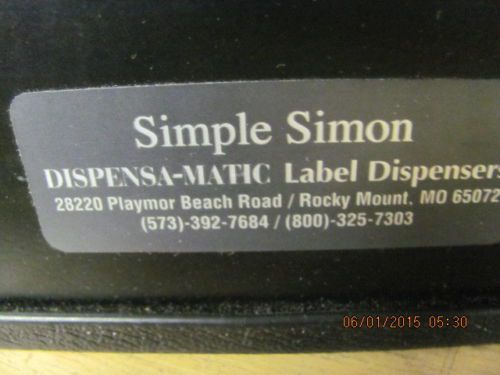 Simple Simon
DISPENSA-MATIC Label Dispensers
28220 Playmor Beach Road / Rocky Mount, MO 65072
(573)-392-7684 / (800)-325-7303
06/01/2015 05:30